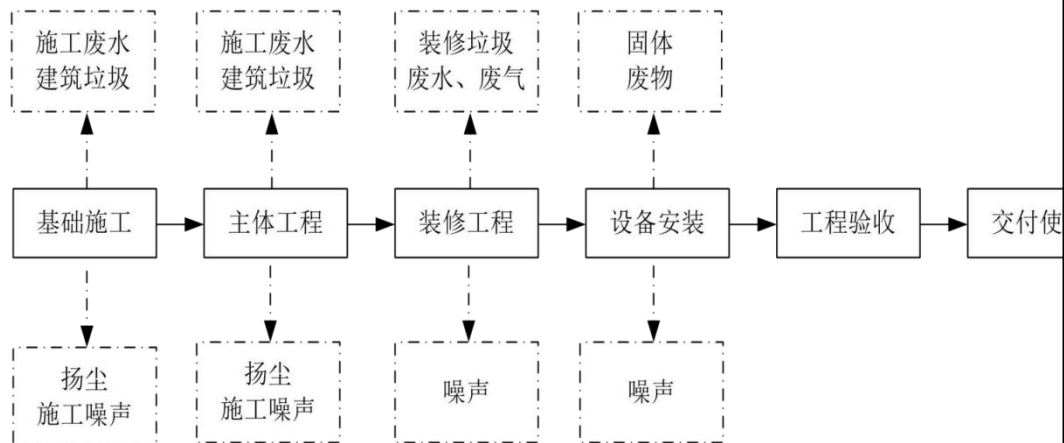 施工废水
建筑垃圾
施工废水
建筑垃圾
装修垃圾
废水、废气
固体
废物
基础施工
主体工程
装修工程
设备安装
工程验收
交付使
扬尘
施工噪声
扬尘
施工噪声
噪声
噪声